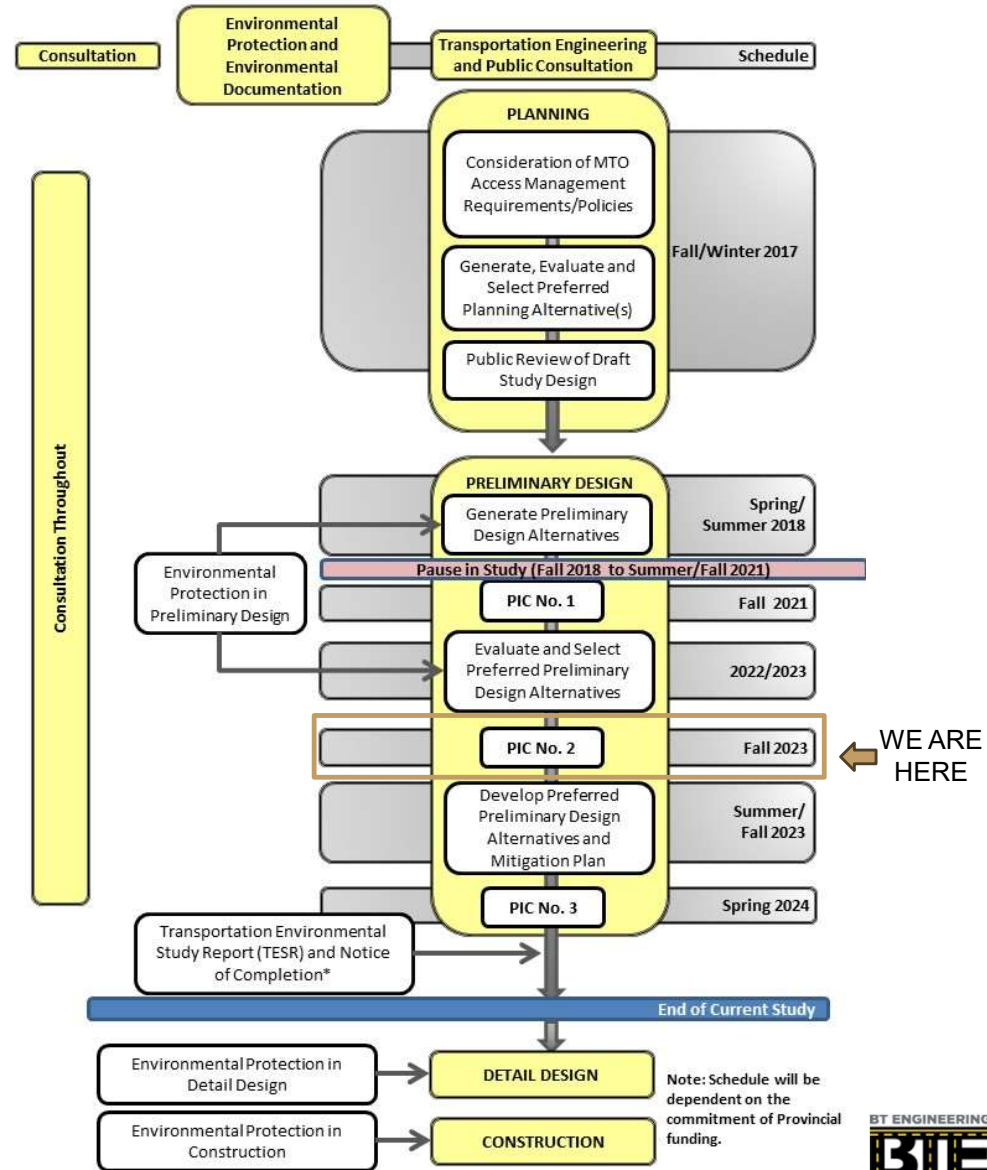 Consultation
Environmental
Protection and
Environmental
Documentation
Transportation Engineering
and Public Consultation
Schedule
PLANNING
Consideration of MTO
Access Management
Requirements/Policies
Generate, Evaluate and
Select Preferred
Planning Alternative(s)
Public Review of Draft
Study Design
Fall/Winter 2017
Consultation Throughout
PRELIMINARY DESIGN
Generate Preliminary
Design Alternatives
Spring/
Summer 2018
Environmental
Protection in
Preliminary Design
Pause in Study (Fall 2018 to Summer/Fall 2021)
PIC No. 1
Fall 2021
Evaluate and Select
Preferred Preliminary
Design Alternatives
2022/2023
PIC No. 2
Fall 2023
WE ARE
HERE
Develop Preferred
Preliminary Design
Alternatives and
Mitigation Plan
Summer/
Fall 2023
PIC No. 3
Spring 2024
Transportation Environmental
Study Report (TESR) and Notice
of Completion*
End of Current Study
Environmental Protection in
Detail Design
DETAIL DESIGN
Environmental Protection in
Construction
CONSTRUCTION
Note: Schedule will be
dependent on the
commitment of Provincial
funding.
BT ENGINEERING
BTE